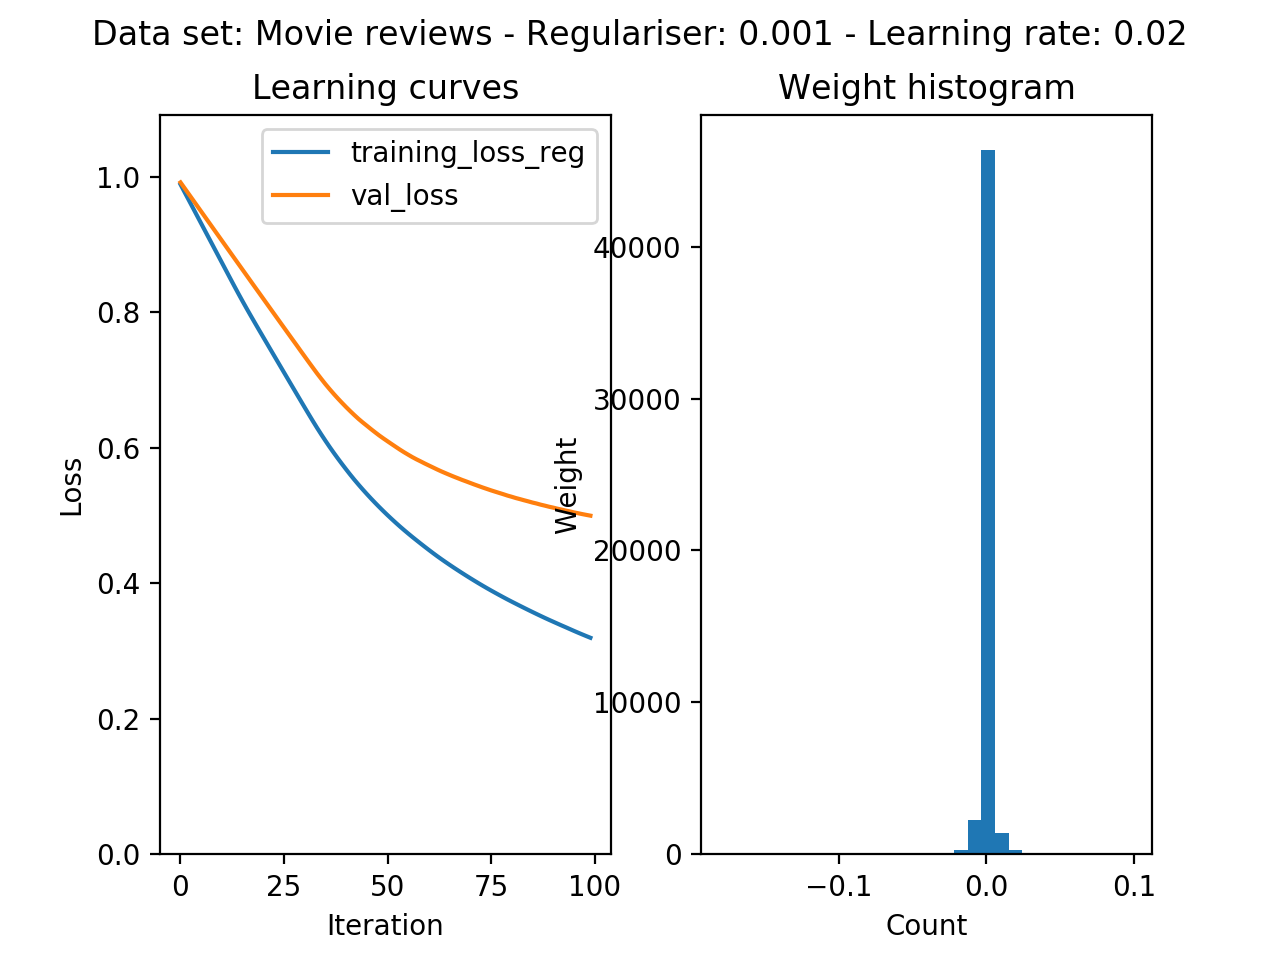 Data set: Movie reviews - Regulariser: 0.001 - Learning rate: 0.02
Learning curves
training_loss_reg
val_loss
1.0
0.8
0.6
0.4
0.2
0.0
Loss
0 25 50 75 100
Iteration
Weight histogram
40000
30000
20000
10000
0
Weight
−0.1 0.0 0.1
Count